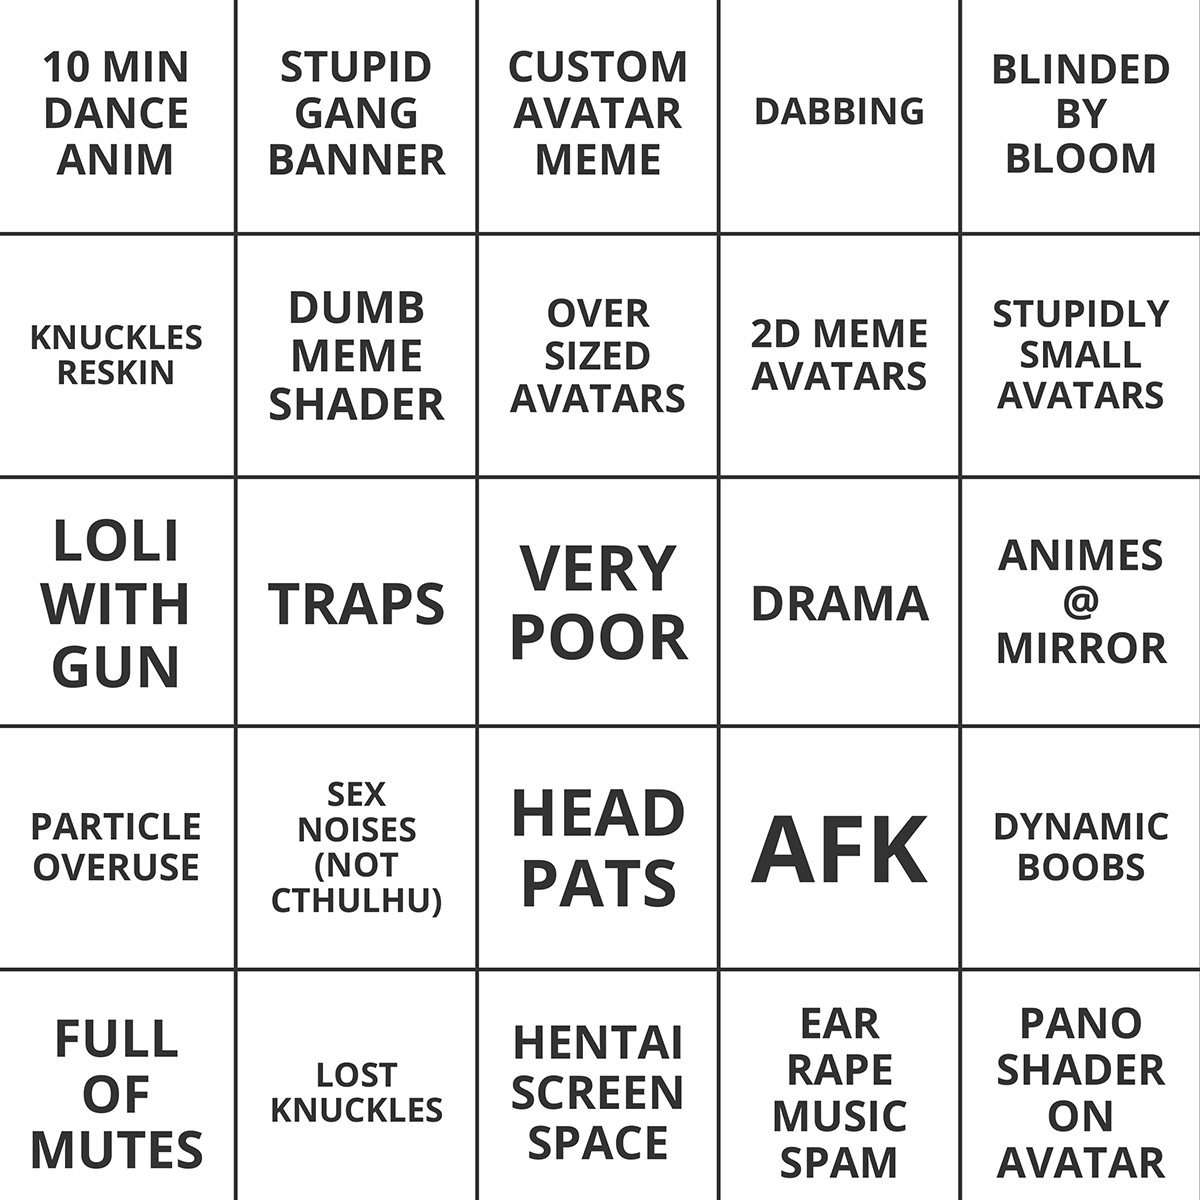 10 MIN
DANCE
ANIM
STUPID
GANG
BANNER
CUSTOM
AVATAR
MEME
DABBING
BLINDED
BY
BLOOM
KNUCKLES
RESKIN
DUMB
MEME
SHADER
OVER
SIZED
AVATARS
2D MEME
AVATARS
STUPIDLY
SMALL
AVATARS
LOLI
WITH
GUN
TRAPS
VERY
POOR
DRAMA
ANIMES
@
MIRROR
PARTICLE
OVERUSE
SEX
NOISES
(NOT
CTHULHU)
HEAD
PATS
AFK
DYNAMIC
BOOBS
FULL
OF
MUTES
LOST
KNUCKLES
HENTAI
SCREEN
SPACE
EAR
RAPE
MUSIC
SPAM
PANO
SHADER
ON
AVATAR